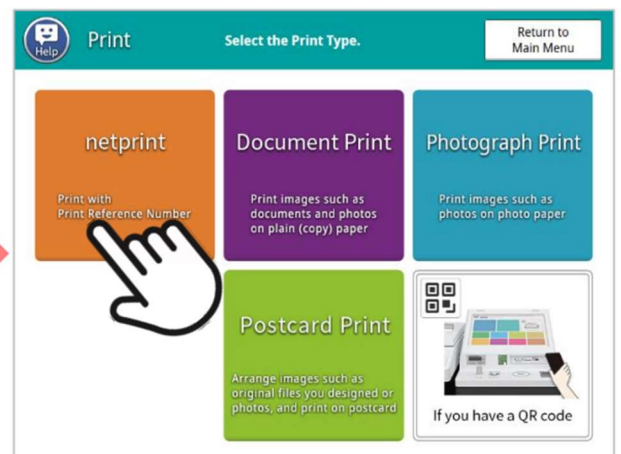 Help
Print
Select the Print Type.
Return to
Main Menu
netprint
Print with
Print Reference Number
Document Print
Print images such as
documents and photos
on plain (copy) paper
Photograph Print
Print images such as
photos on photo paper
Postcard Print
Arrange images such as
original files you designed or
photos, and print on postcard
If you have a QR code